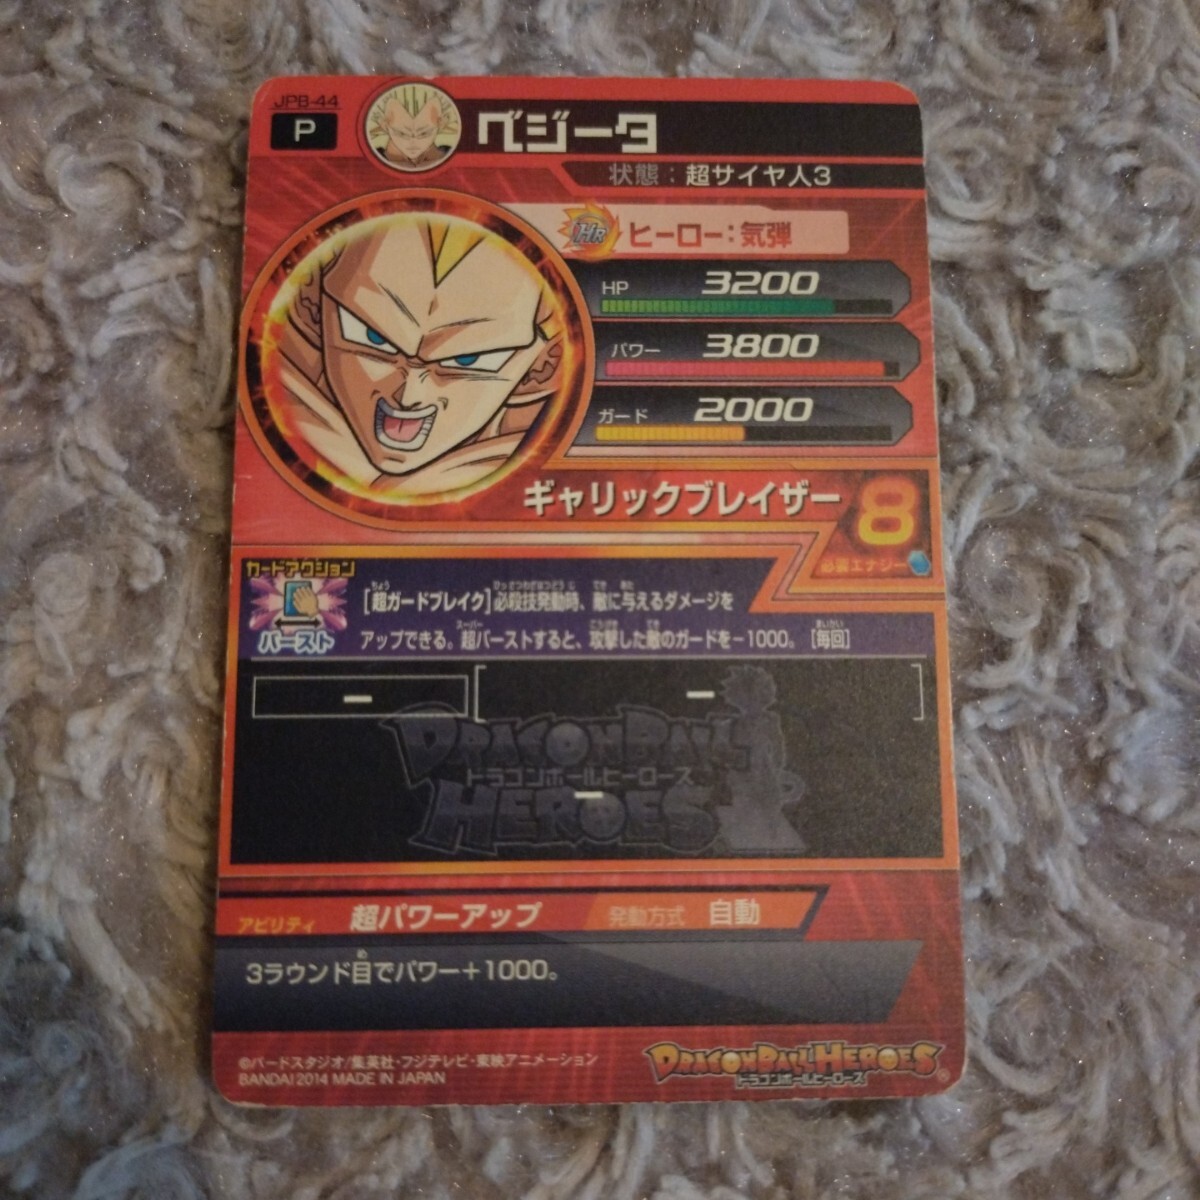 JPB-44
P
ベジータ
状態：超サイヤ人3
HR ヒーロー：気弾
HP 3200
パワー 3800
ガード 2000
ギャリックブレイザー
8
必要エナジー
カードアクション
バースト
[超ガードブレイク]必殺技発動時、敵に与えるダメージを
アップできる。超バーストすると、攻撃した敵のガードを－1000。[毎回]
DRAGONBALL
ドラゴンボールヒーローズ
HEROES
アビリティ 超パワーアップ 発動方式 自動
3ラウンド目でパワー＋1000。
©バードスタジオ/集英社・フジテレビ・東映アニメーション
BANDAI 2014 MADE IN JAPAN
DRAGONBALL HEROES
ドラゴンボールヒーローズ